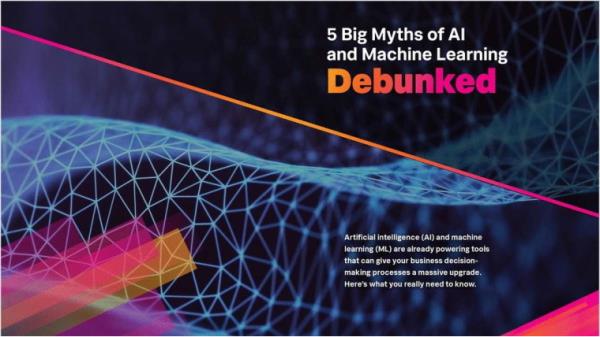 5 Big Myths of AI
and Machine Learning
Debunked
Artificial intelligence (AI) and machine
learning (ML) are already powering tools
that can give your business decision-
making processes a massive upgrade.
Here's what you really need to know.